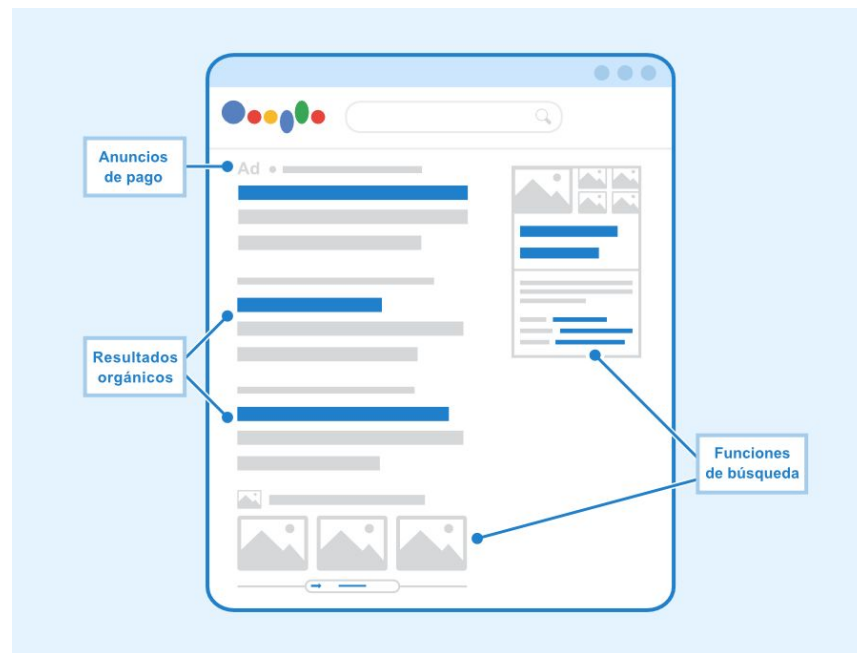 Anuncios
de pago
Ad
Resultados
orgánicos
Funciones
de búsqueda